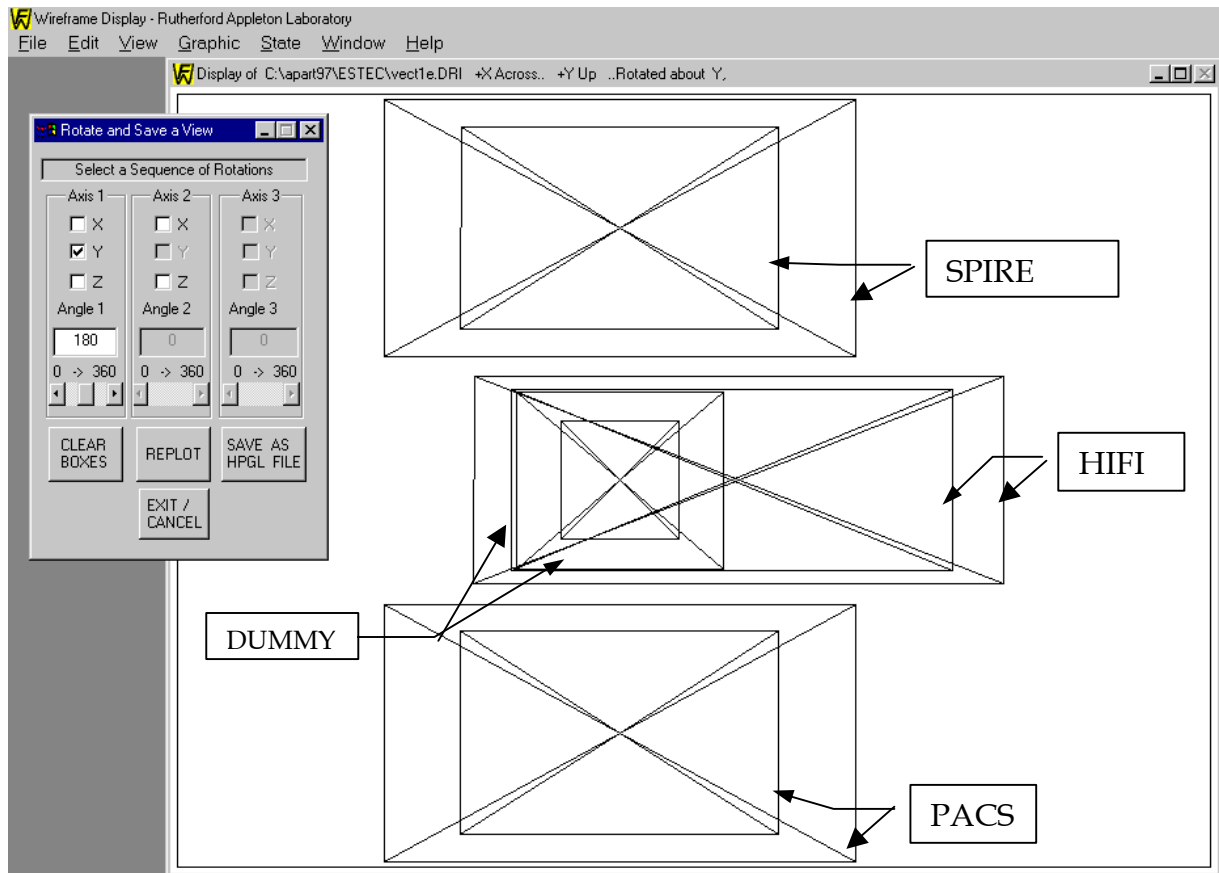 Wireframe Display - Rutherford Appleton Laboratory
File Edit View Graphic State Window Help
Display of C:\apart97\ESTEC\vect1e.DRI +X Across.. +Y Up ..Rotated about Y,
Rotate and Save a View
Select a Sequence of Rotations
Axis 1 Axis 2 Axis 3
X X X
Y Y Y
Z Z Z
Angle 1 Angle 2 Angle 3
180 0 0
0 -> 360 0 -> 360 0 -> 360
CLEAR BOXES
REPLOT
SAVE AS HPGL FILE
EXIT / CANCEL
SPIRE
HIFI
DUMMY
PACS